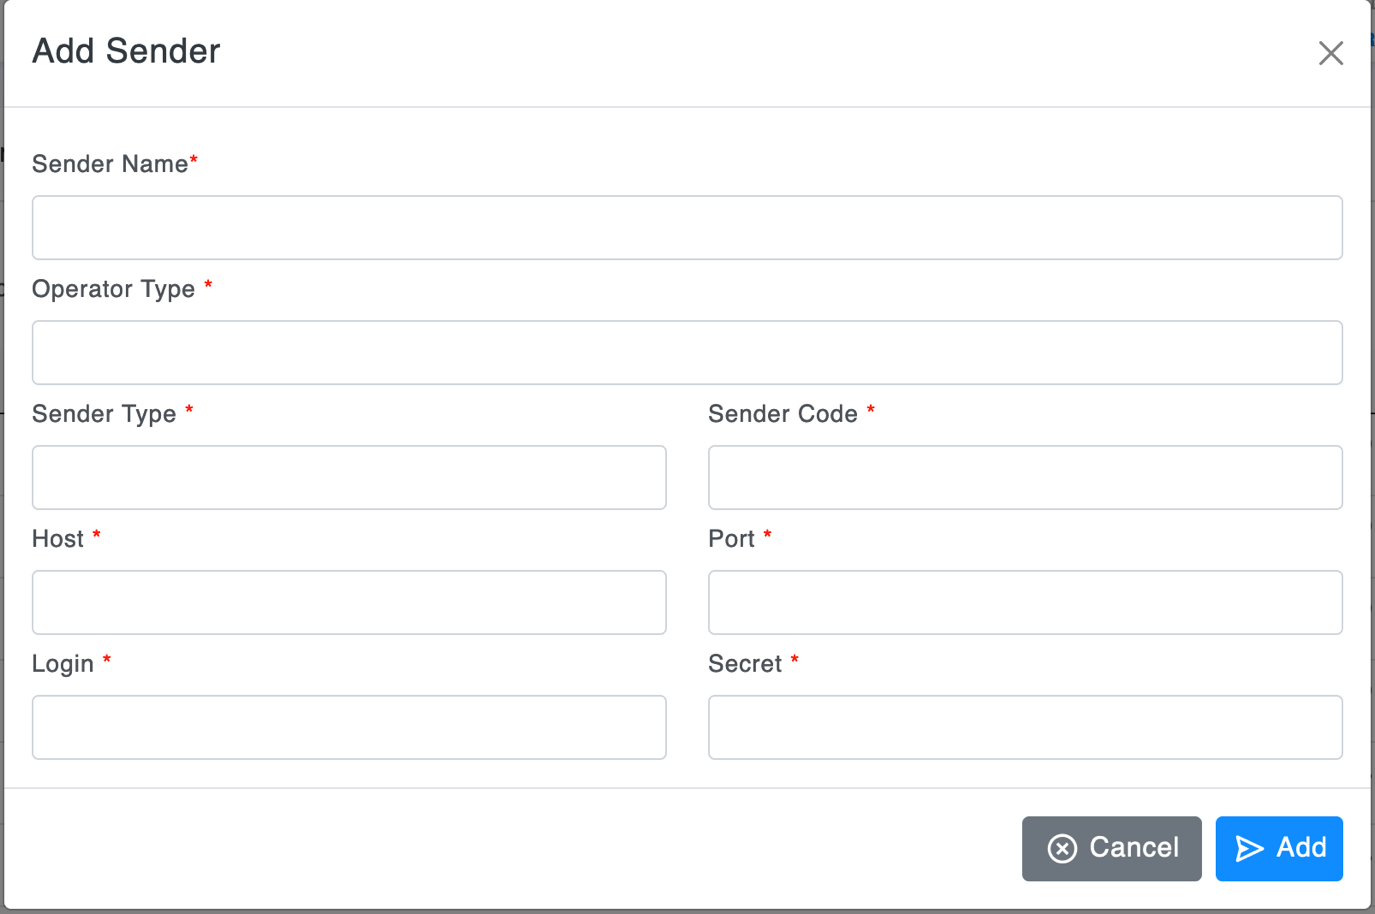 Add Sender
Sender Name*
Operator Type *
Sender Type *
Sender Code *
Host *
Port *
Login *
Secret *
Cancel
Add